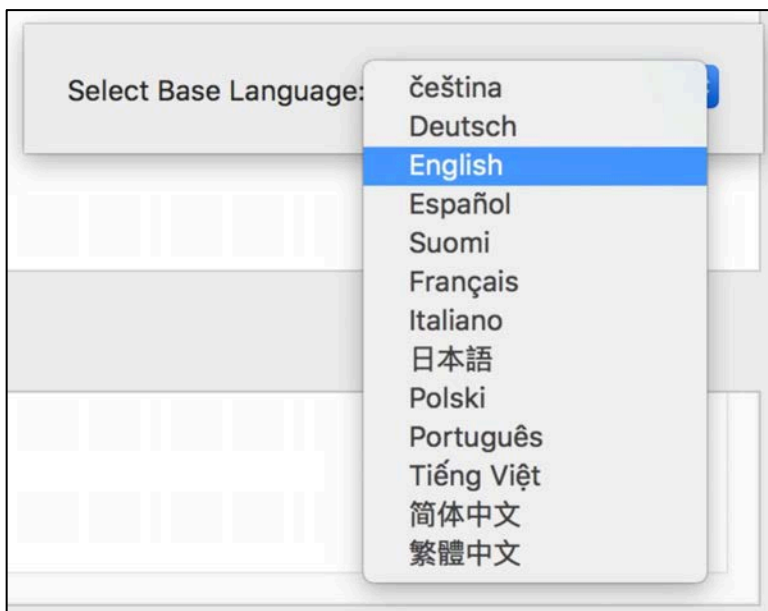 Select Base Language:
čeština
Deutsch
English
Español
Suomi
Français
Italiano
日本語
Polski
Português
Tiếng Việt
简体中文
繁體中文